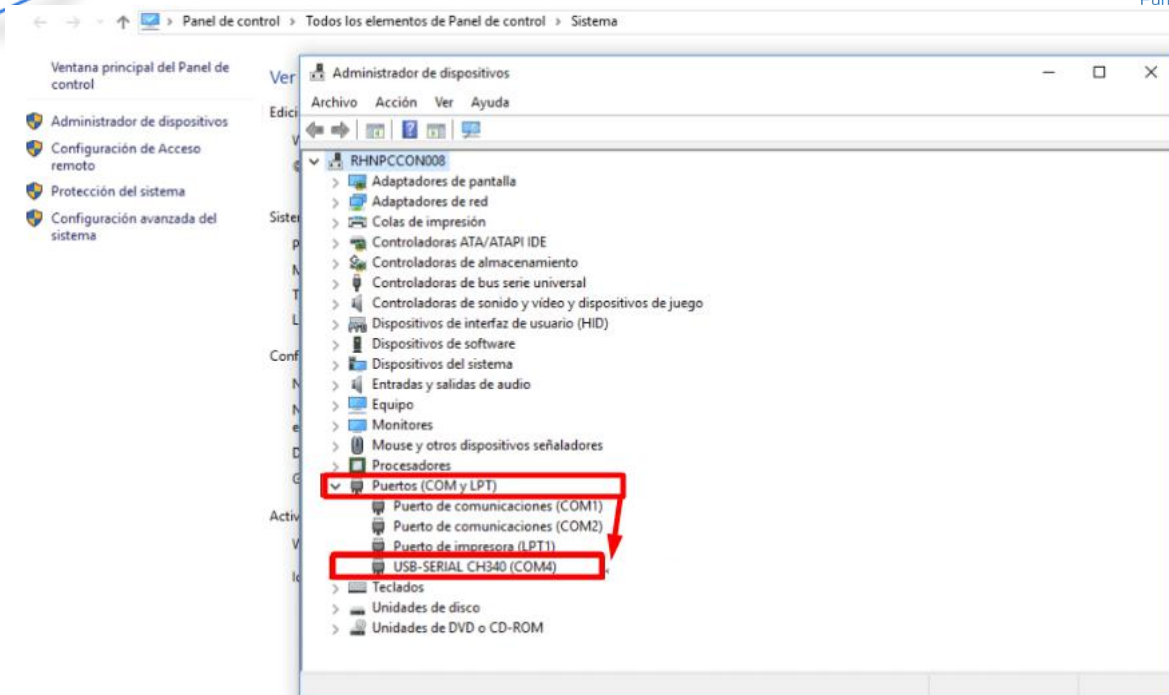 Panel de control > Todos los elementos de Panel de control > Sistema
Ventana principal del Panel de
control
Administrador de dispositivos
Configuración de Acceso
remoto
Protección del sistema
Configuración avanzada del
sistema
Ver
Edici
Siste
Conf
Activ
Administrador de dispositivos
Archivo Acción Ver Ayuda
RHNPCCON008
Adaptadores de pantalla
Adaptadores de red
Colas de impresión
Controladoras ATA/ATAPI IDE
Controladoras de almacenamiento
Controladoras de bus serie universal
Controladoras de sonido y vídeo y dispositivos de juego
Dispositivos de interfaz de usuario (HID)
Dispositivos de software
Dispositivos del sistema
Entradas y salidas de audio
Equipo
Monitores
Mouse y otros dispositivos señaladores
Procesadores
Puertos (COM y LPT)
Puerto de comunicaciones (COM1)
Puerto de comunicaciones (COM2)
Puerto de impresora (LPT1)
USB-SERIAL CH340 (COM4)
Teclados
Unidades de disco
Unidades de DVD o CD-ROM